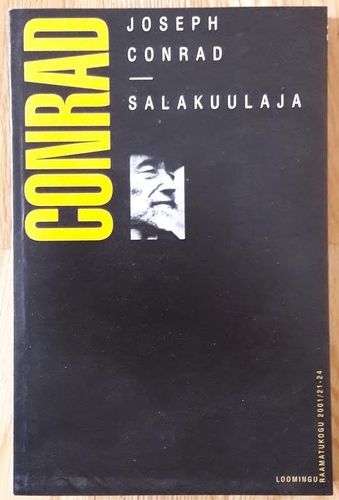 CONRAD
JOSEPH
CONRAD
—
SALAKUULAJA
LOOMINGU
RAAMATUKOGU 2001/21-24